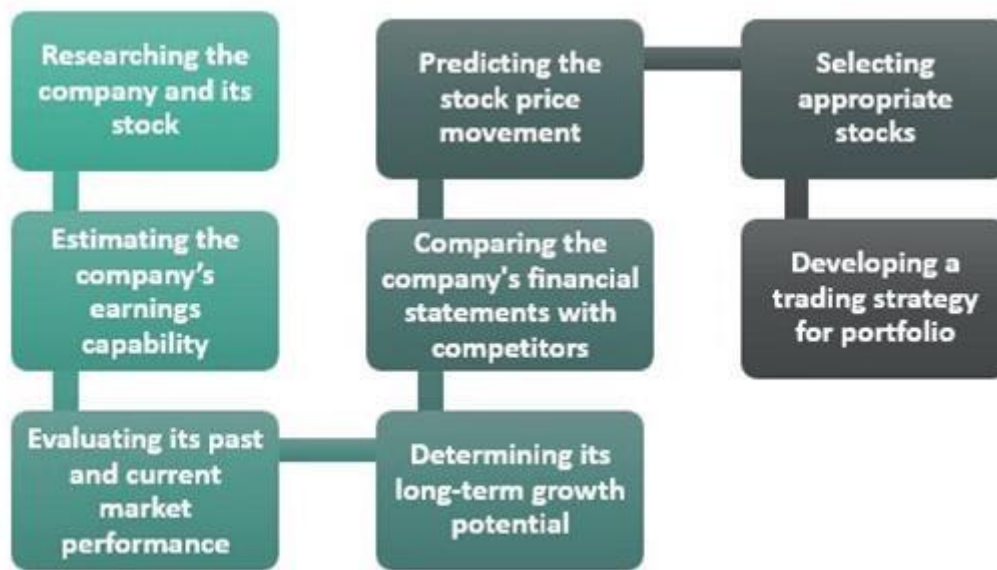 Researching the
company and its
stock
Estimating the
company’s
earnings
capability
Evaluating its past
and current
market
performance
Determining its
long-term growth
potential
Comparing the
company's financial
statements with
competitors
Predicting the
stock price
movement
Selecting
appropriate
stocks
Developing a
trading strategy
for portfolio